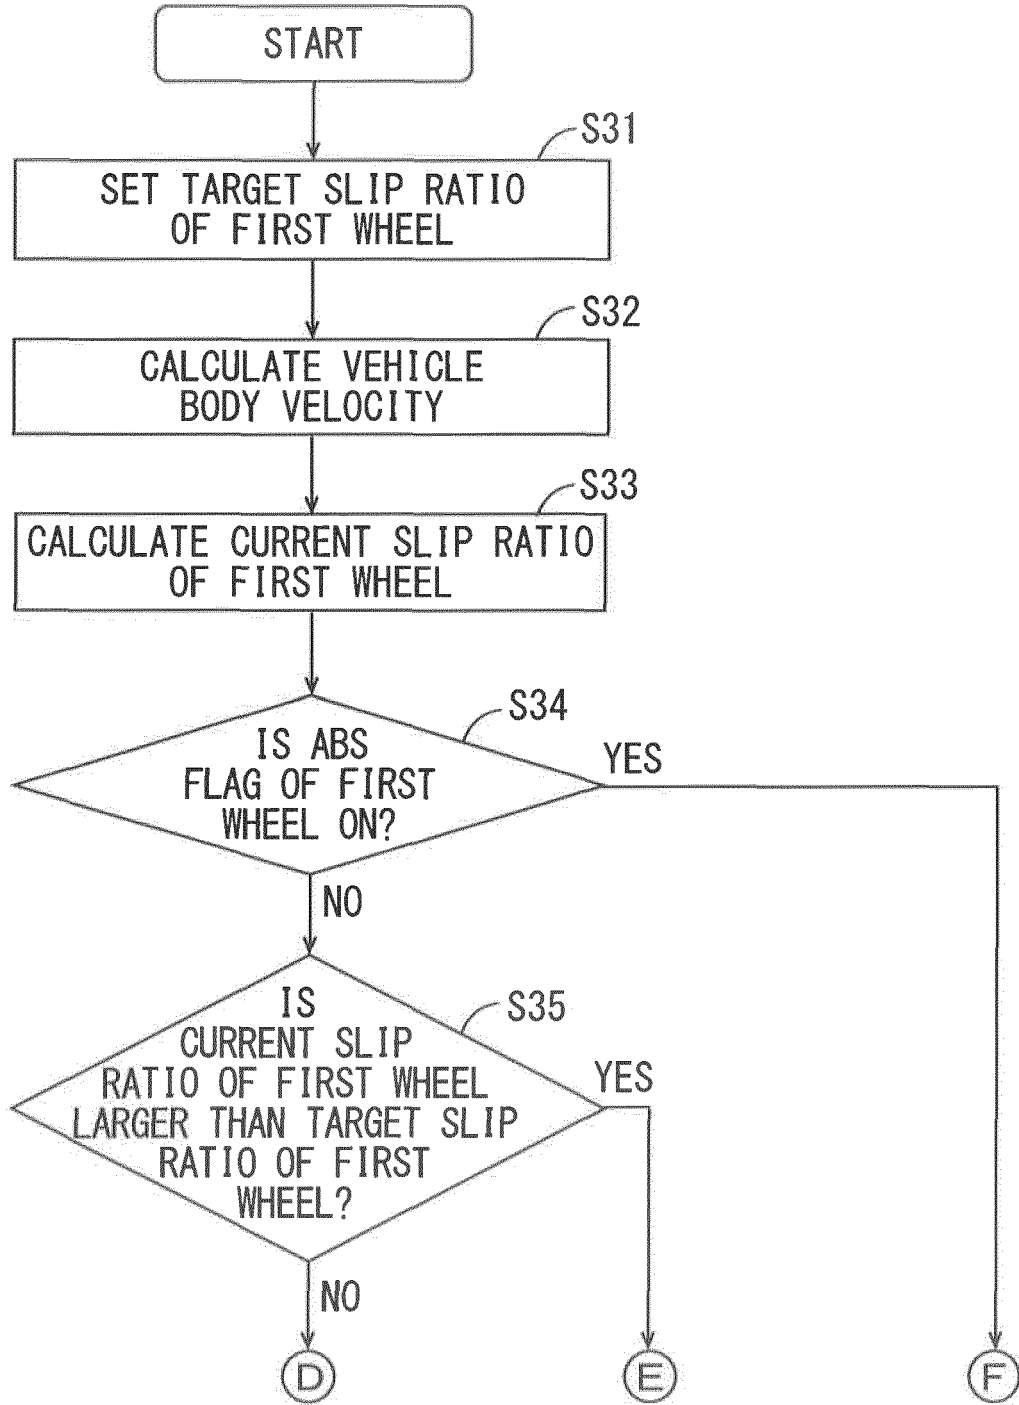 START
S31
SET TARGET SLIP RATIO
OF FIRST WHEEL
S32
CALCULATE VEHICLE
BODY VELOCITY
S33
CALCULATE CURRENT SLIP RATIO
OF FIRST WHEEL
S34
IS ABS
FLAG OF FIRST
WHEEL ON?
YES
NO
S35
IS
CURRENT SLIP
RATIO OF FIRST WHEEL
LARGER THAN TARGET SLIP
RATIO OF FIRST
WHEEL?
YES
NO
D
E
F